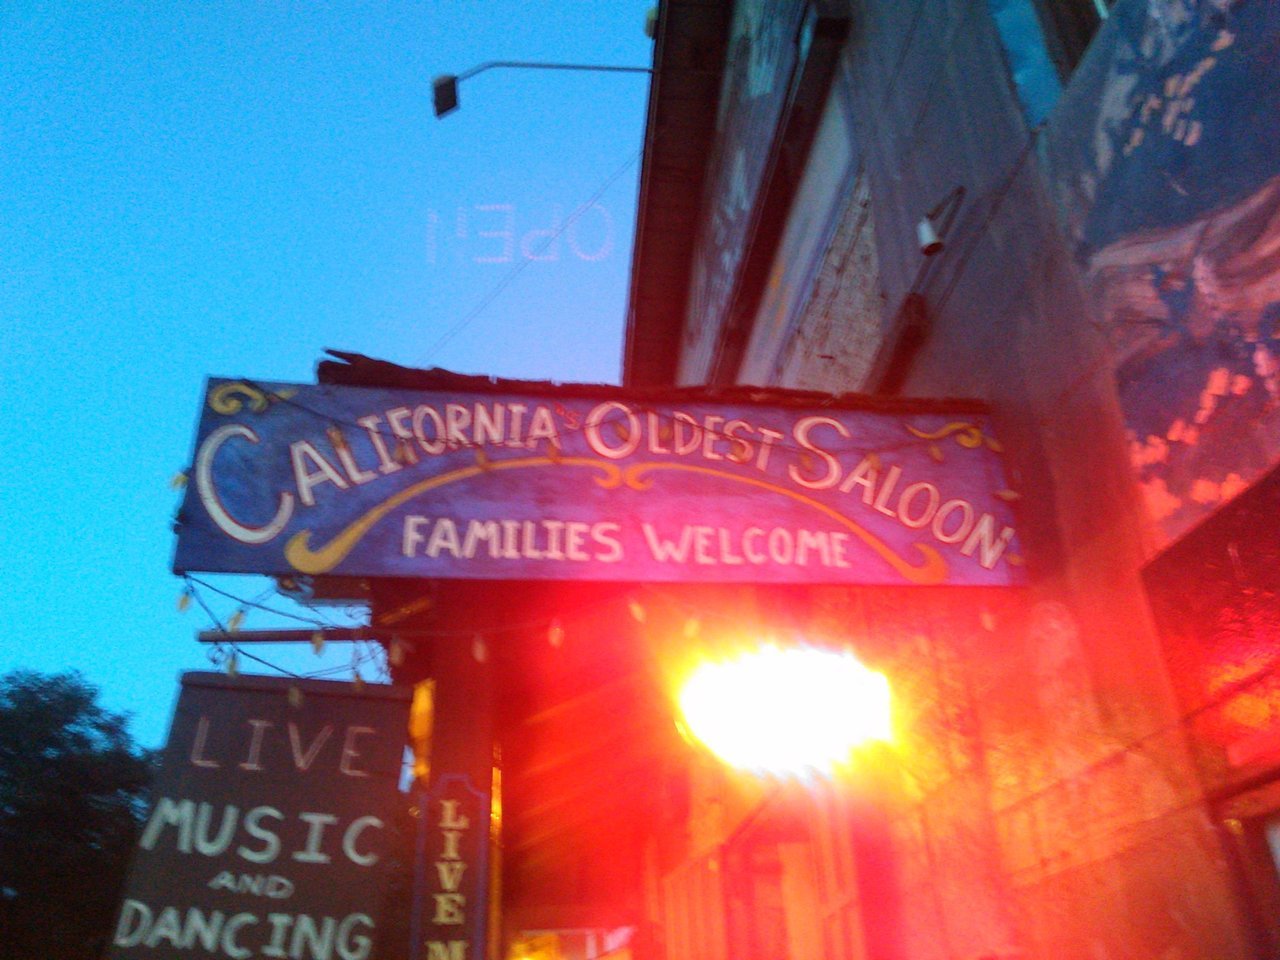 OPEN
CALIFORNIA'S OLDEST SALOON
FAMILIES WELCOME
LIVE
MUSIC
AND
DANCING
LIVE